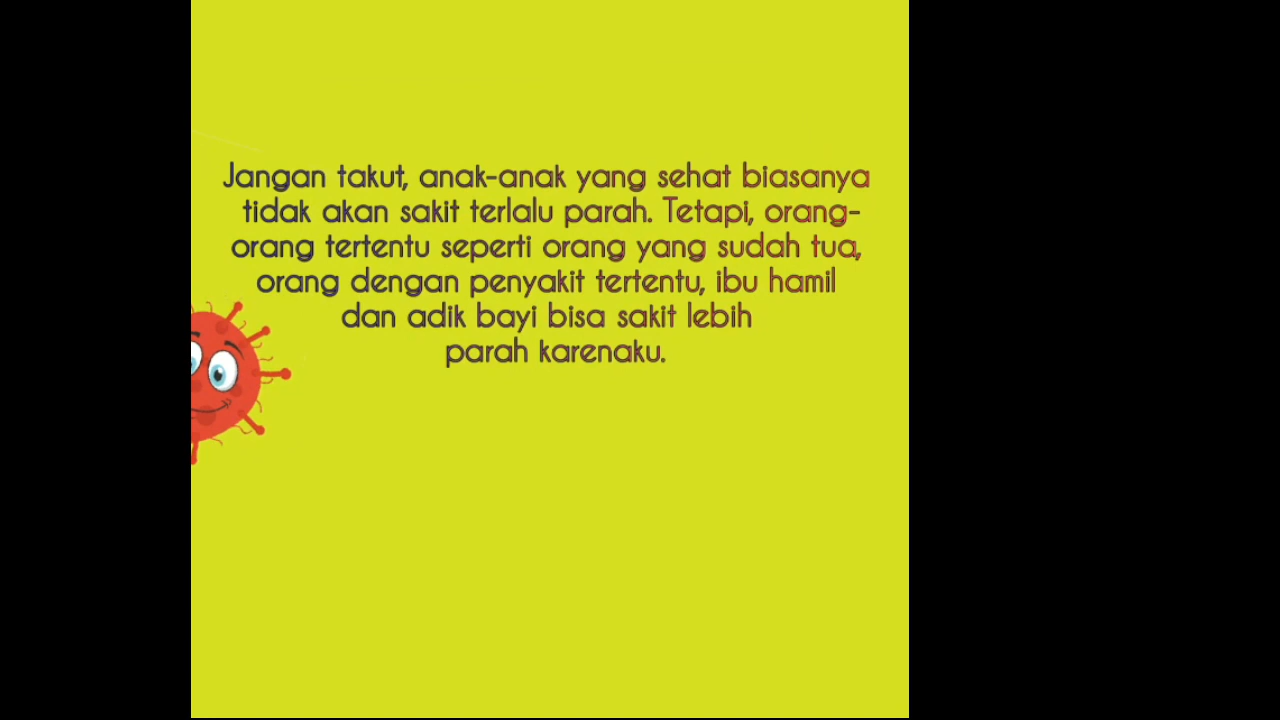 Jangan takut, anak-anak yang sehat biasanya
tidak akan sakit terlalu parah. Tetapi, orang-
orang tertentu seperti orang yang sudah tua,
orang dengan penyakit tertentu, ibu hamil
dan adik bayi bisa sakit lebih
parah karenaku.